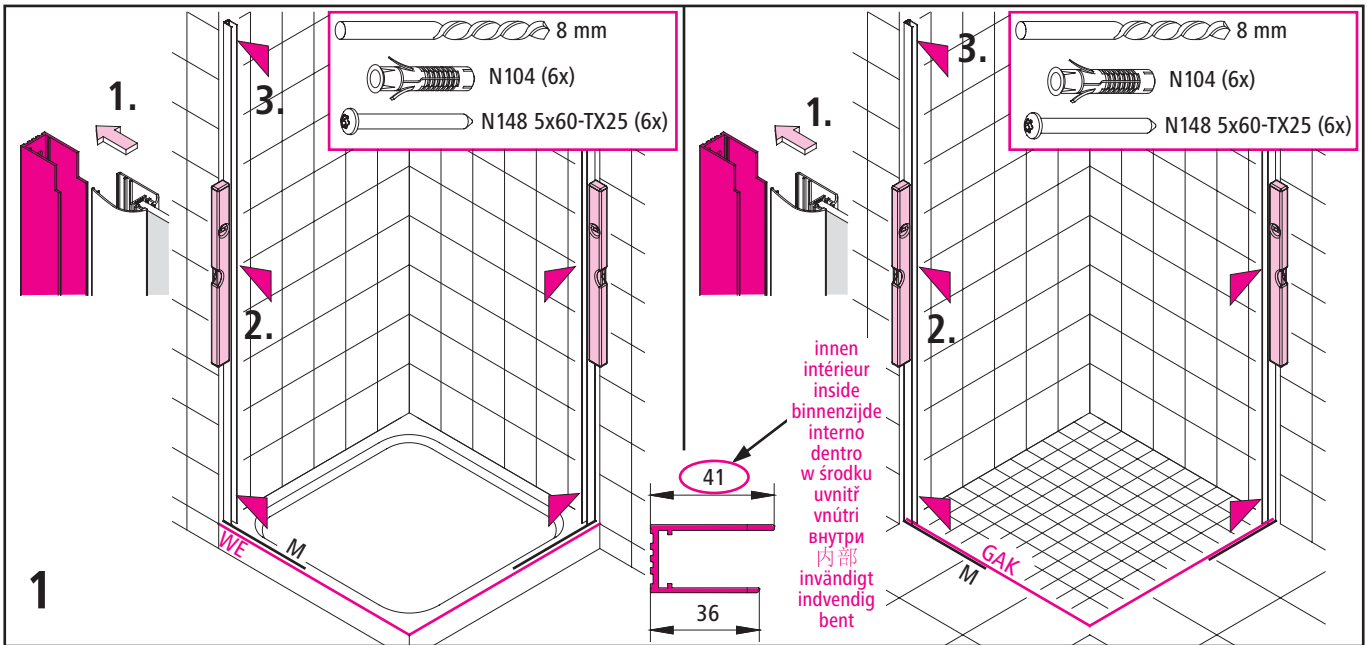 8 mm
N104 (6x)
N148 5x60-TX25 (6x)
1.
3.
2.
WE
M
1
8 mm
N104 (6x)
N148 5x60-TX25 (6x)
1.
3.
2.
innen
intérieur
inside
binnenzijde
interno
dentro
w środku
uvnitř
vnútri
внутри
内部
invändigt
indvendig
bent
41
36
GAK
M